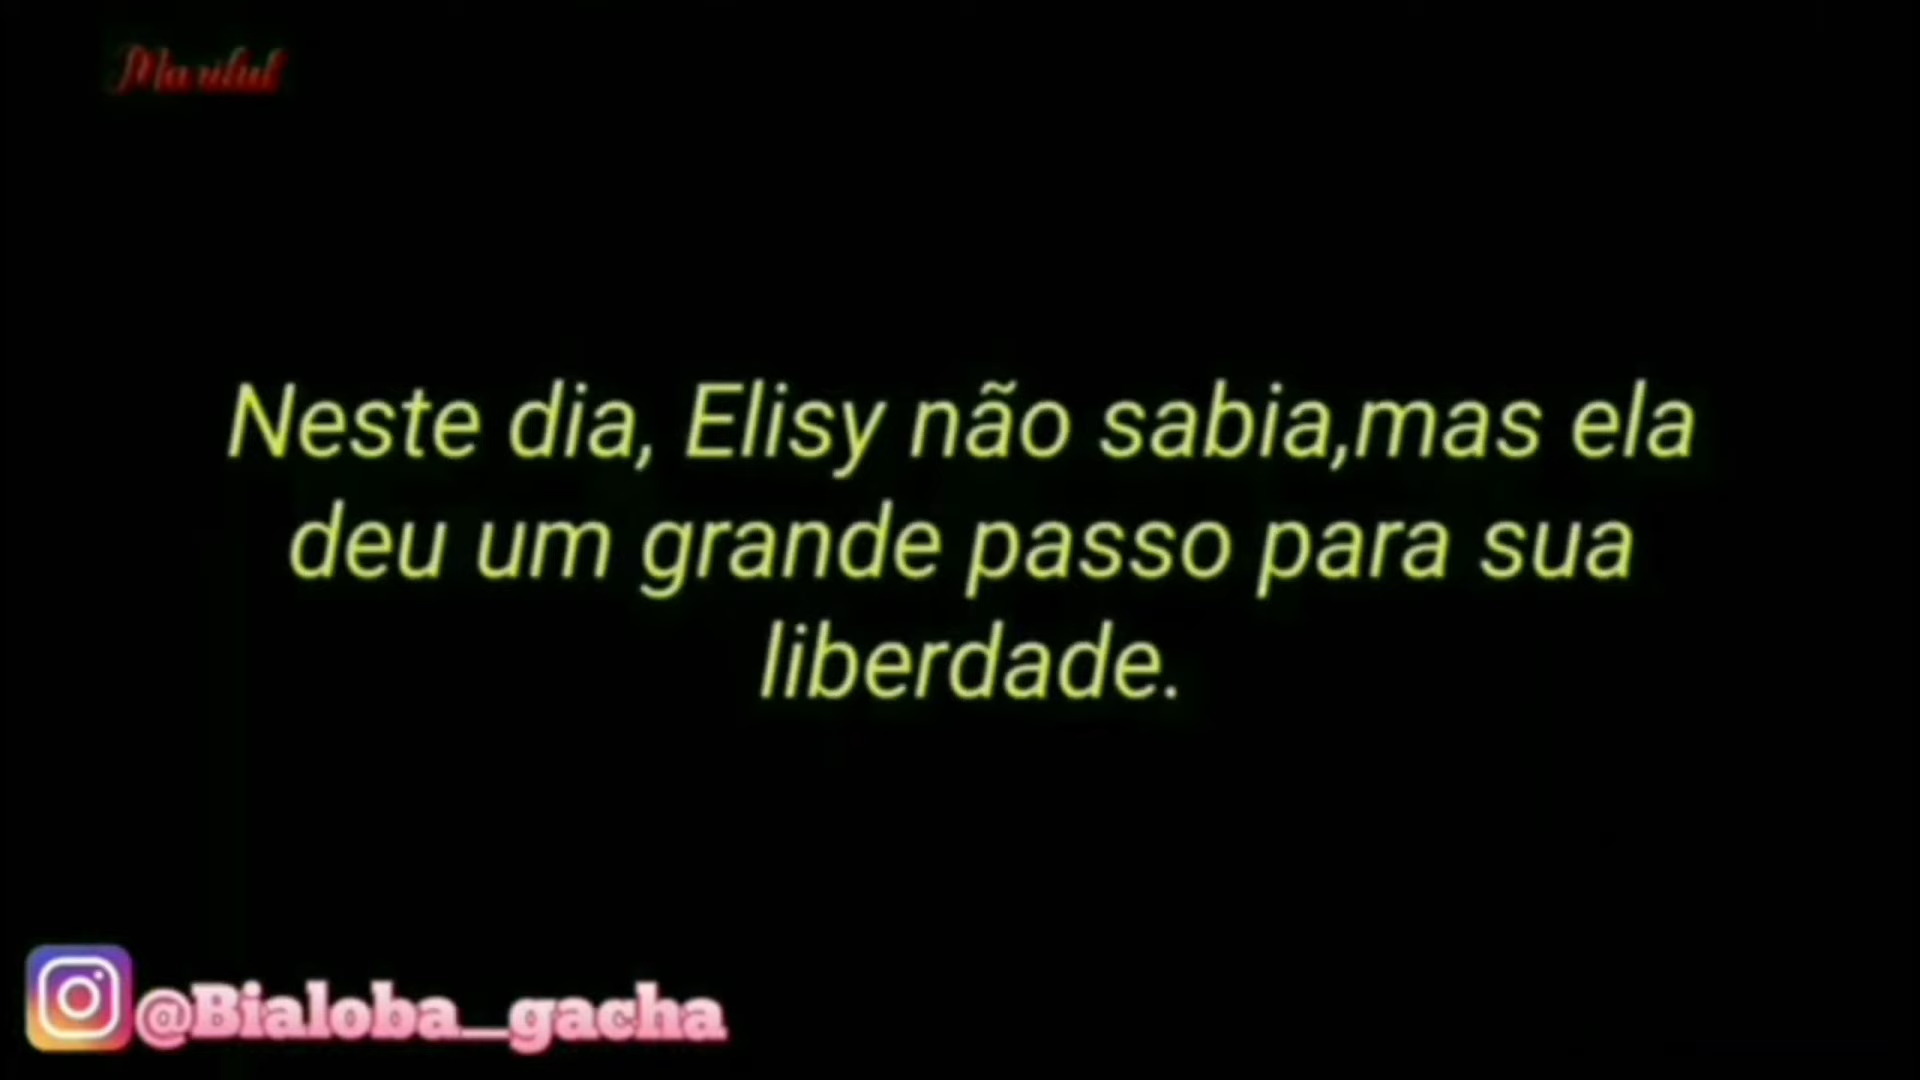 Neste dia, Elisy não sabia,mas ela
deu um grande passo para sua
liberdade.
@Bialoba_gacha